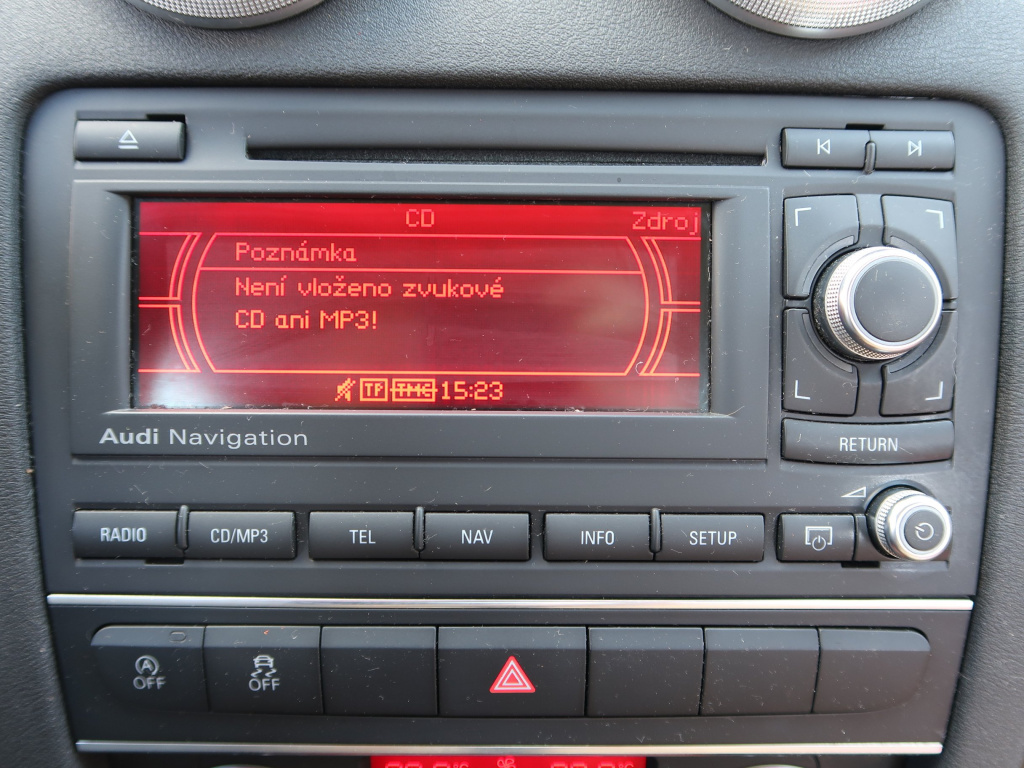 CD
Zdroj
Poznámka
Není vloženo zvukové
CD ani MP3!
TP TMC 15:23
Audi Navigation
RETURN
RADIO CD/MP3 TEL NAV INFO SETUP
A
OFF OFF